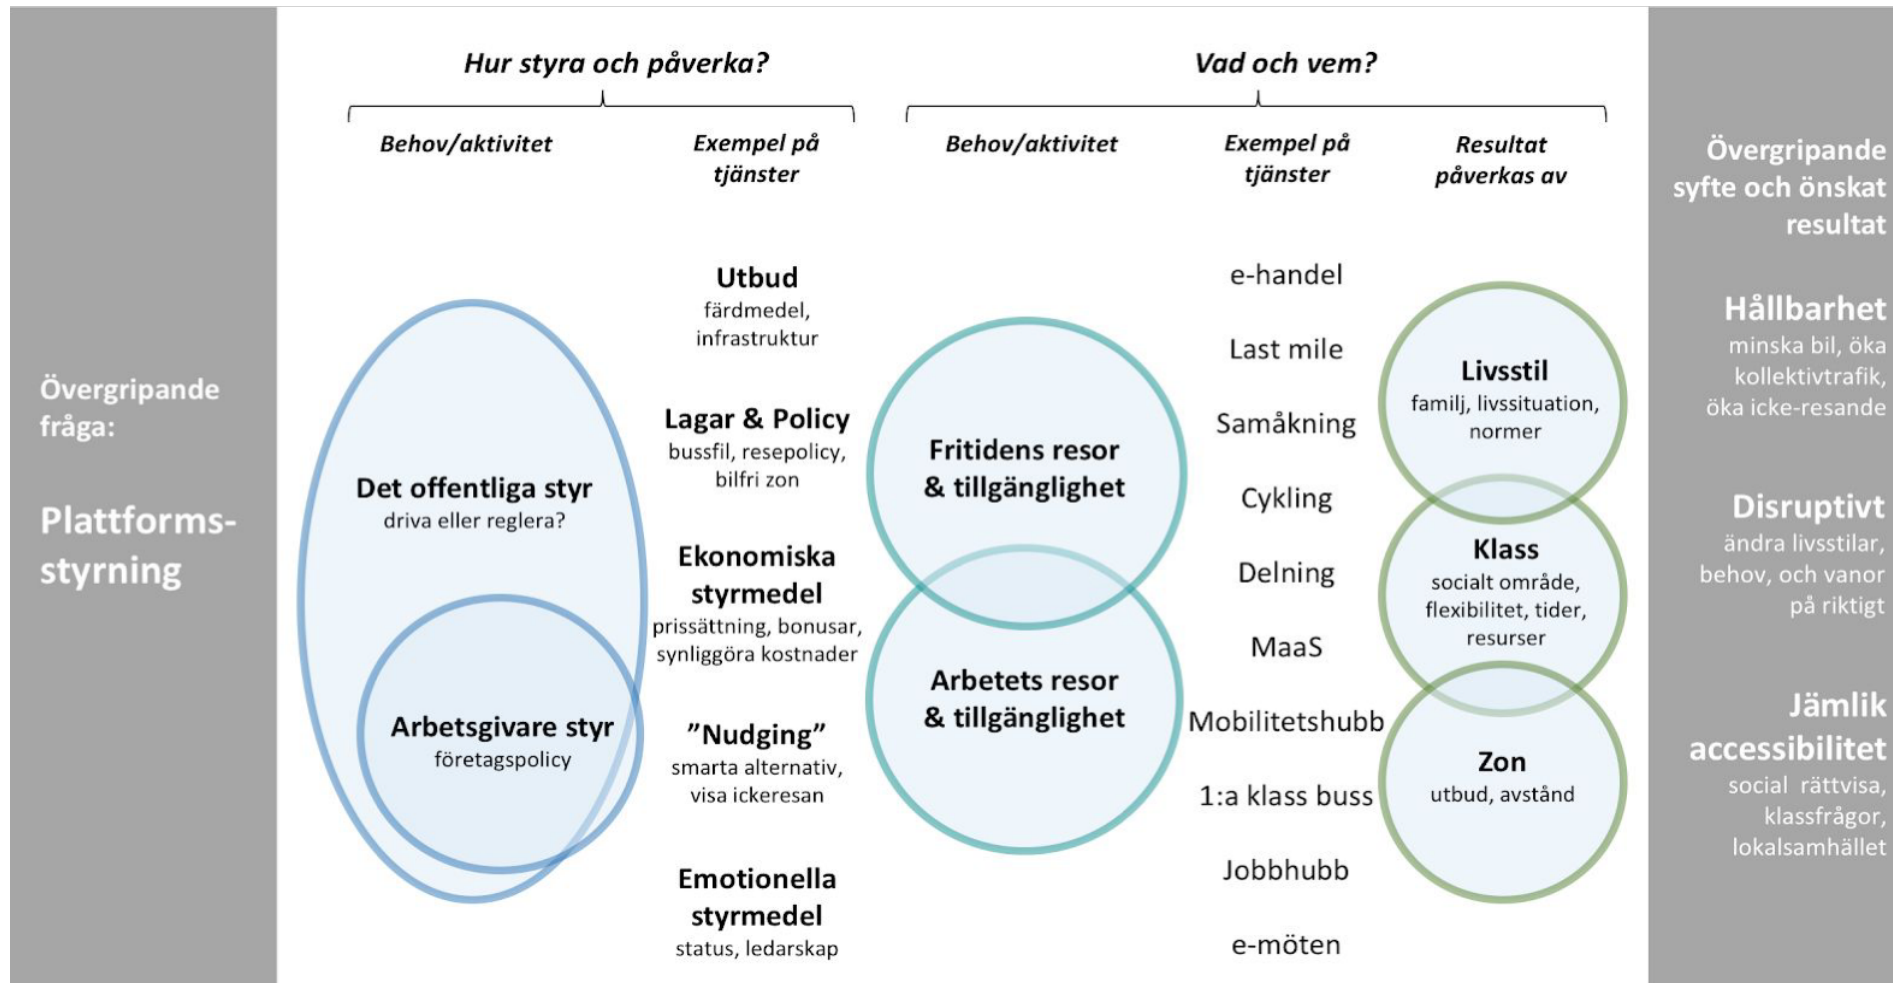 Övergripande
fråga:
Plattforms-
styrning
Hur styra och påverka?
Behov/aktivitet
Det offentliga styr
driva eller reglera?
Arbetsgivare styr
företagspolicy
Exempel på
tjänster
Utbud
färdmedel,
infrastruktur
Lagar & Policy
bussfil, resepolicy,
bilfri zon
Ekonomiska
styrmedel
prissättning, bonusar,
synliggöra kostnader
”Nudging”
smarta alternativ,
visa ickeresan
Emotionella
styrmedel
status, ledarskap
Vad och vem?
Behov/aktivitet
Fritidens resor
& tillgänglighet
Arbetets resor
& tillgänglighet
Exempel på
tjänster
e-handel
Last mile
Samåkning
Cykling
Delning
MaaS
Mobilitetshubb
1:a klass buss
Jobbhubb
e-möten
Resultat
påverkas av
Livsstil
familj, livssituation,
normer
Klass
socialt område,
flexibilitet, tider,
resurser
Zon
utbud, avstånd
Övergripande
syfte och önskat
resultat
Hållbarhet
minska bil, öka
kollektivtrafik,
öka icke-resande
Disruptivt
ändra livsstilar,
behov, och vanor
på riktigt
Jämlik
accessibilitet
social rättvisa,
klassfrågor,
lokalsamhället